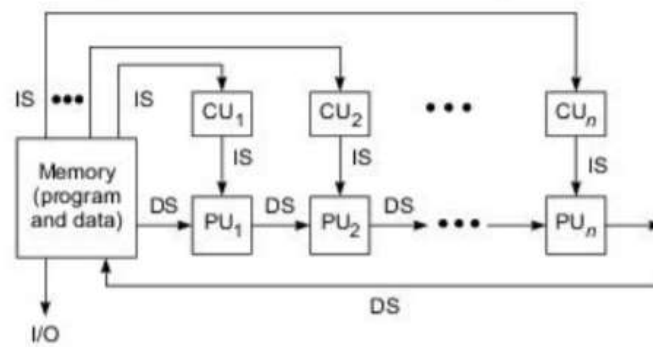 IS
IS
CU1
CU2
CUn
IS
IS
IS
Memory
(program
and data)
DS
PU1
DS
PU2
DS
PUn
DS
I/O